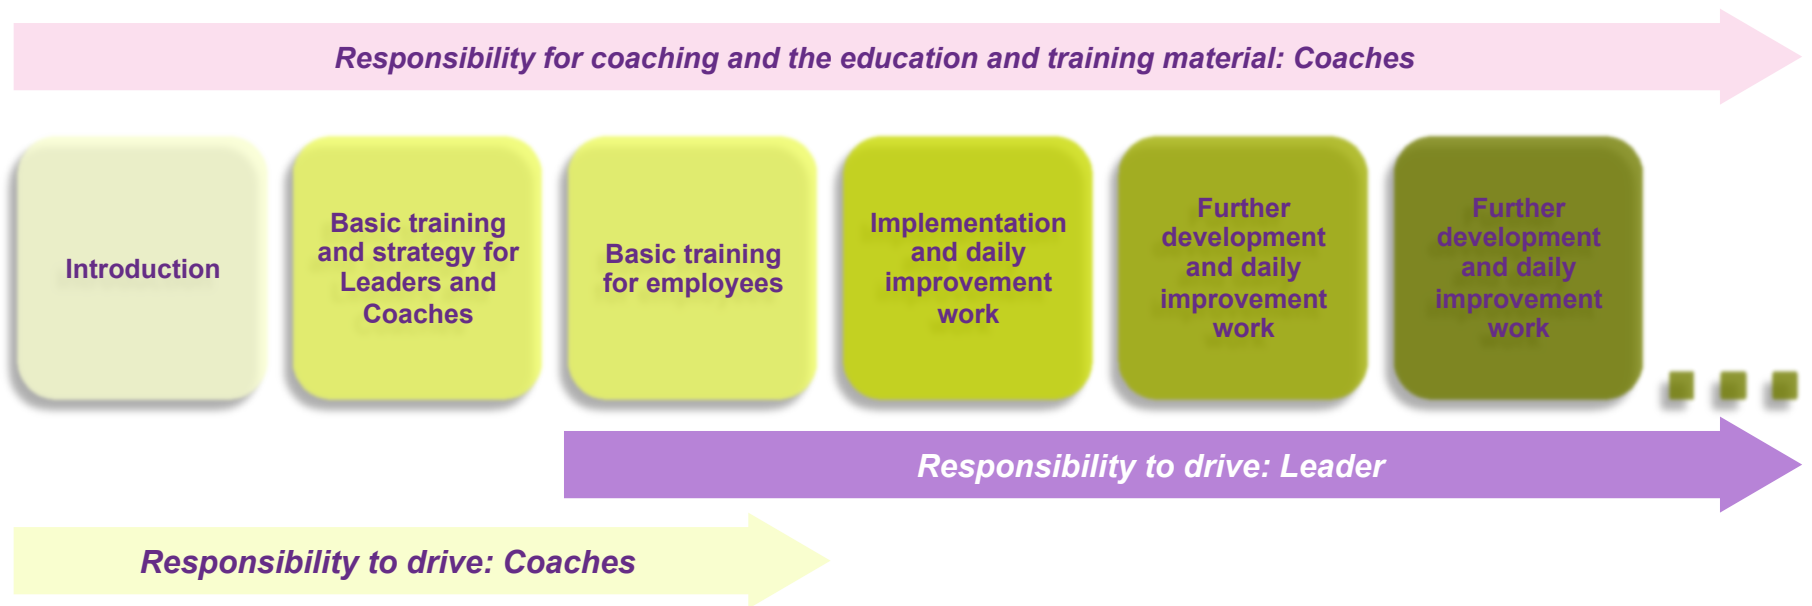 Responsibility for coaching and the education and training material: Coaches
Introduction
Basic training
and strategy for
Leaders and
Coaches
Basic training
for employees
Implementation
and daily
improvement
work
Further
development
and daily
improvement
work
Further
development
and daily
improvement
work
Responsibility to drive: Leader
Responsibility to drive: Coaches